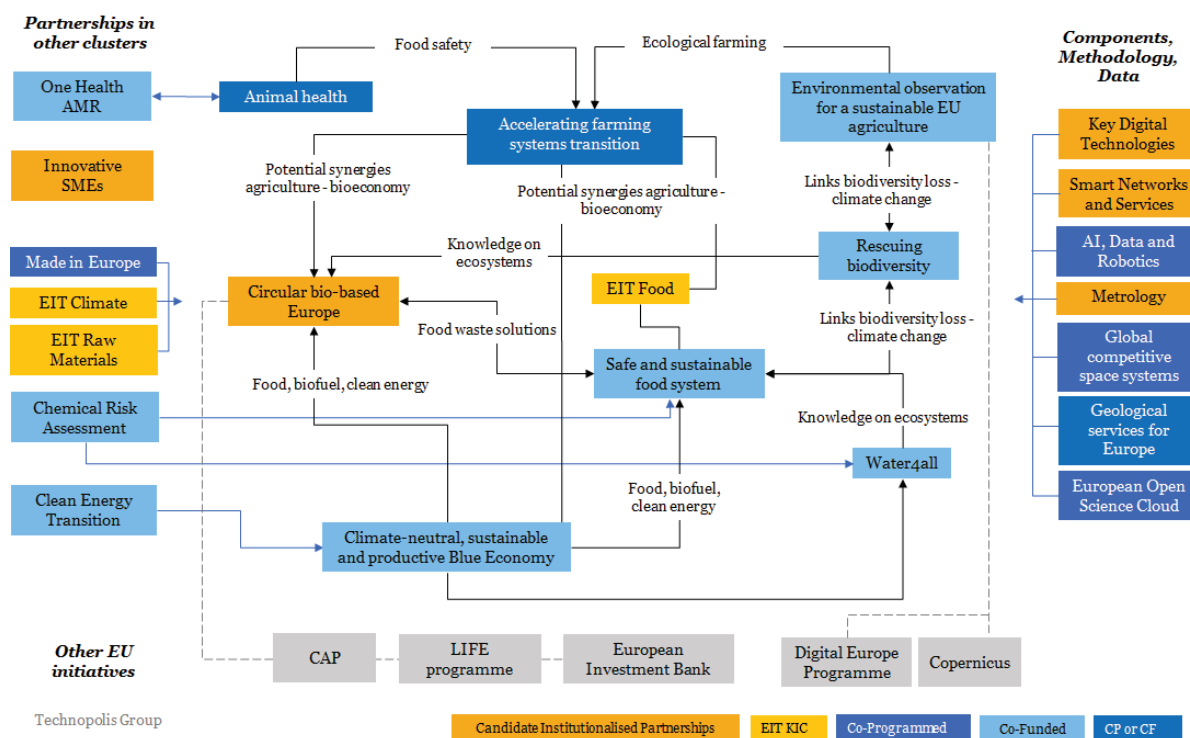 Partnerships in
other clusters
Food safety
Ecological farming
Components,
Methodology,
Data
One Health
AMR
Animal health
Environmental observation
for a sustainable EU
agriculture
Accelerating farming
systems transition
Key Digital
Technologies
Innovative
SMEs
Potential synergies
agriculture - bioeconomy
Potential synergies agriculture -
bioeconomy
Links biodiversity loss -
climate change
Smart Networks
and Services
Made in Europe
Knowledge on
ecosystems
Rescuing
biodiversity
AI, Data and
Robotics
EIT Climate
Circular bio-based
Europe
EIT Food
Metrology
EIT Raw
Materials
Food waste solutions
Links biodiversity loss -
climate change
Global
competitive
space systems
Food, biofuel, clean energy
Safe and sustainable
food system
Chemical Risk
Assessment
Knowledge on ecosystems
Geological
services for
Europe
Water4all
Clean Energy
Transition
Food, biofuel,
clean energy
European Open
Science Cloud
Climate-neutral, sustainable
and productive Blue Economy
Other EU
initiatives
CAP
LIFE
programme
European
Investment Bank
Digital Europe
Programme
Copernicus
Technopolis Group
Candidate Institutionalised Partnerships
EIT KIC
Co-Programmed
Co-Funded
CP or CF